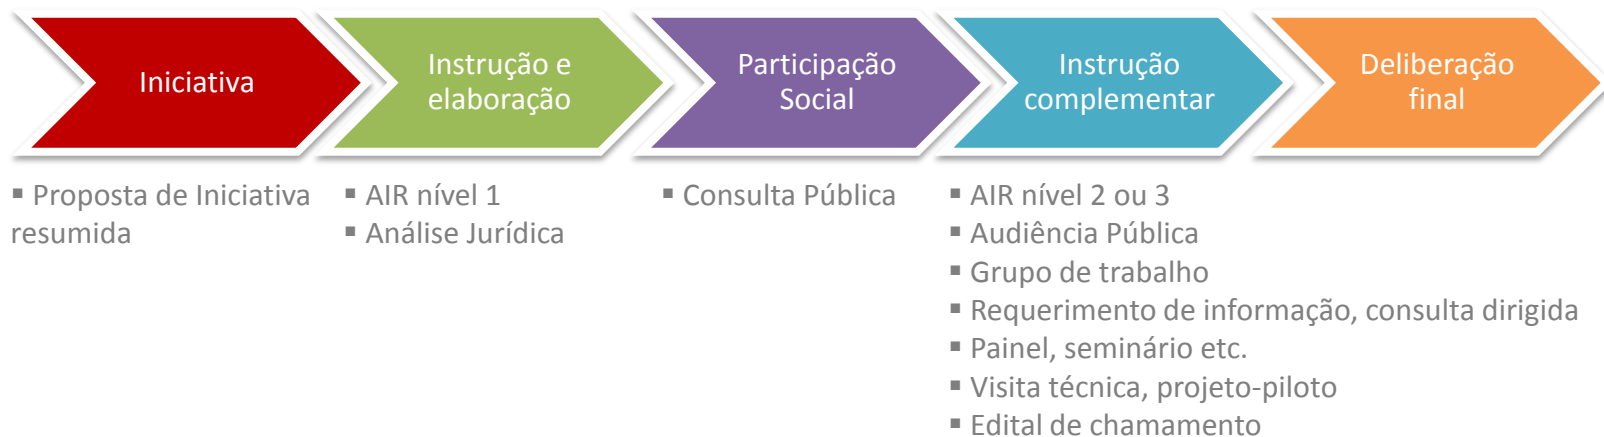 Iniciativa
Instrução e
elaboração
Participação
Social
Instrução
complementar
Deliberação
final
▪ Proposta de Iniciativa
resumida
▪ AIR nível 1
▪ Análise Jurídica
▪ Consulta Pública
▪ AIR nível 2 ou 3
▪ Audiência Pública
▪ Grupo de trabalho
▪ Requerimento de informação, consulta dirigida
▪ Painel, seminário etc.
▪ Visita técnica, projeto-piloto
▪ Edital de chamamento